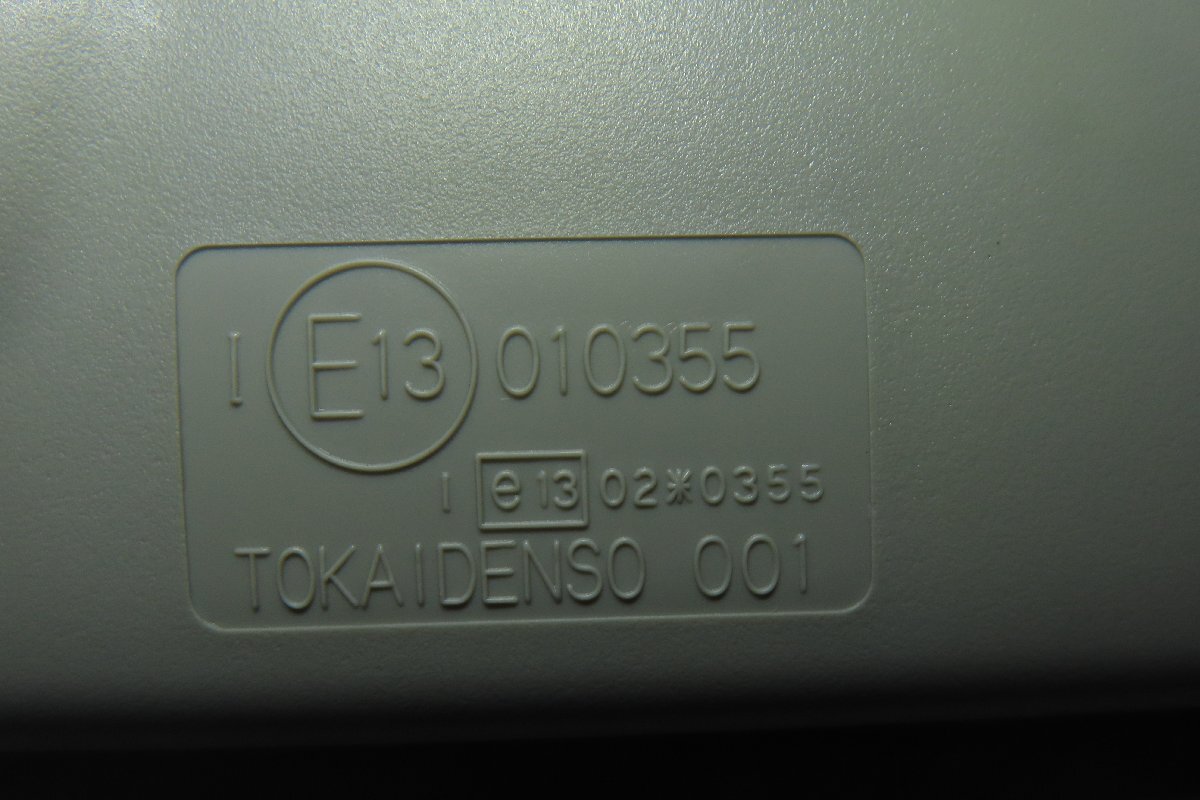 I E13 010355
I e13 02※0355
TOKAIDENSO 001